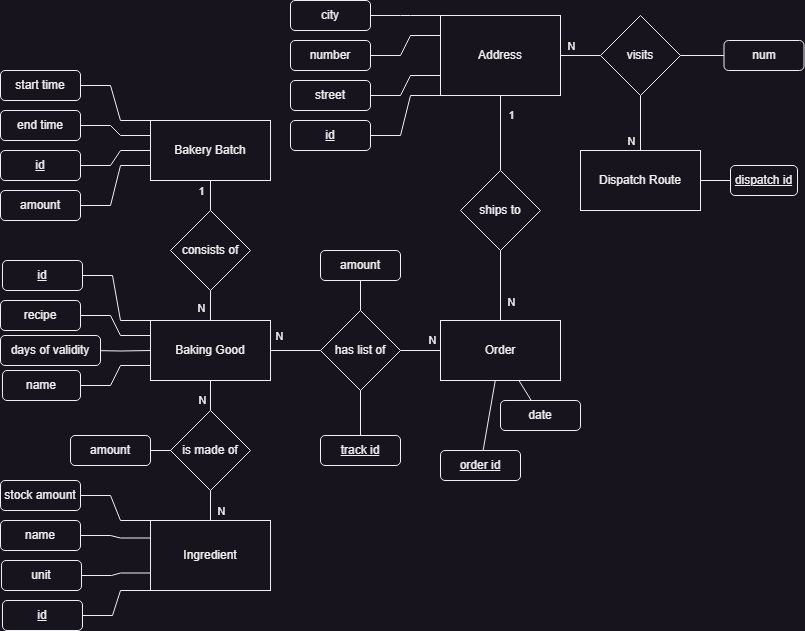 city
number
street
id
Address
N
visits
num
1
N
Dispatch Route
dispatch id
start time
end time
id
amount
Bakery Batch
1
consists of
N
ships to
N
id
recipe
days of validity
name
Baking Good
N
amount
has list of
N
Order
track id
date
order id
N
amount
is made of
N
stock amount
name
unit
id
Ingredient